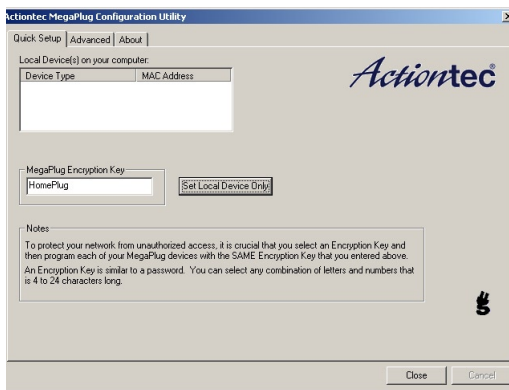 Actiontec MegaPlug Configuration Utility
Quick Setup Advanced About
Local Device(s) on your computer:
Device Type MAC Address
Actiontec®
MegaPlug Encryption Key
HomePlug
Set Local Device Only
Notes
To protect your network from unauthorized access, it is crucial that you select an Encryption Key and
then program each of your MegaPlug devices with the SAME Encryption Key that you entered above.
An Encryption Key is similar to a password. You can select any combination of letters and numbers that
is 4 to 24 characters long.
Close Cancel